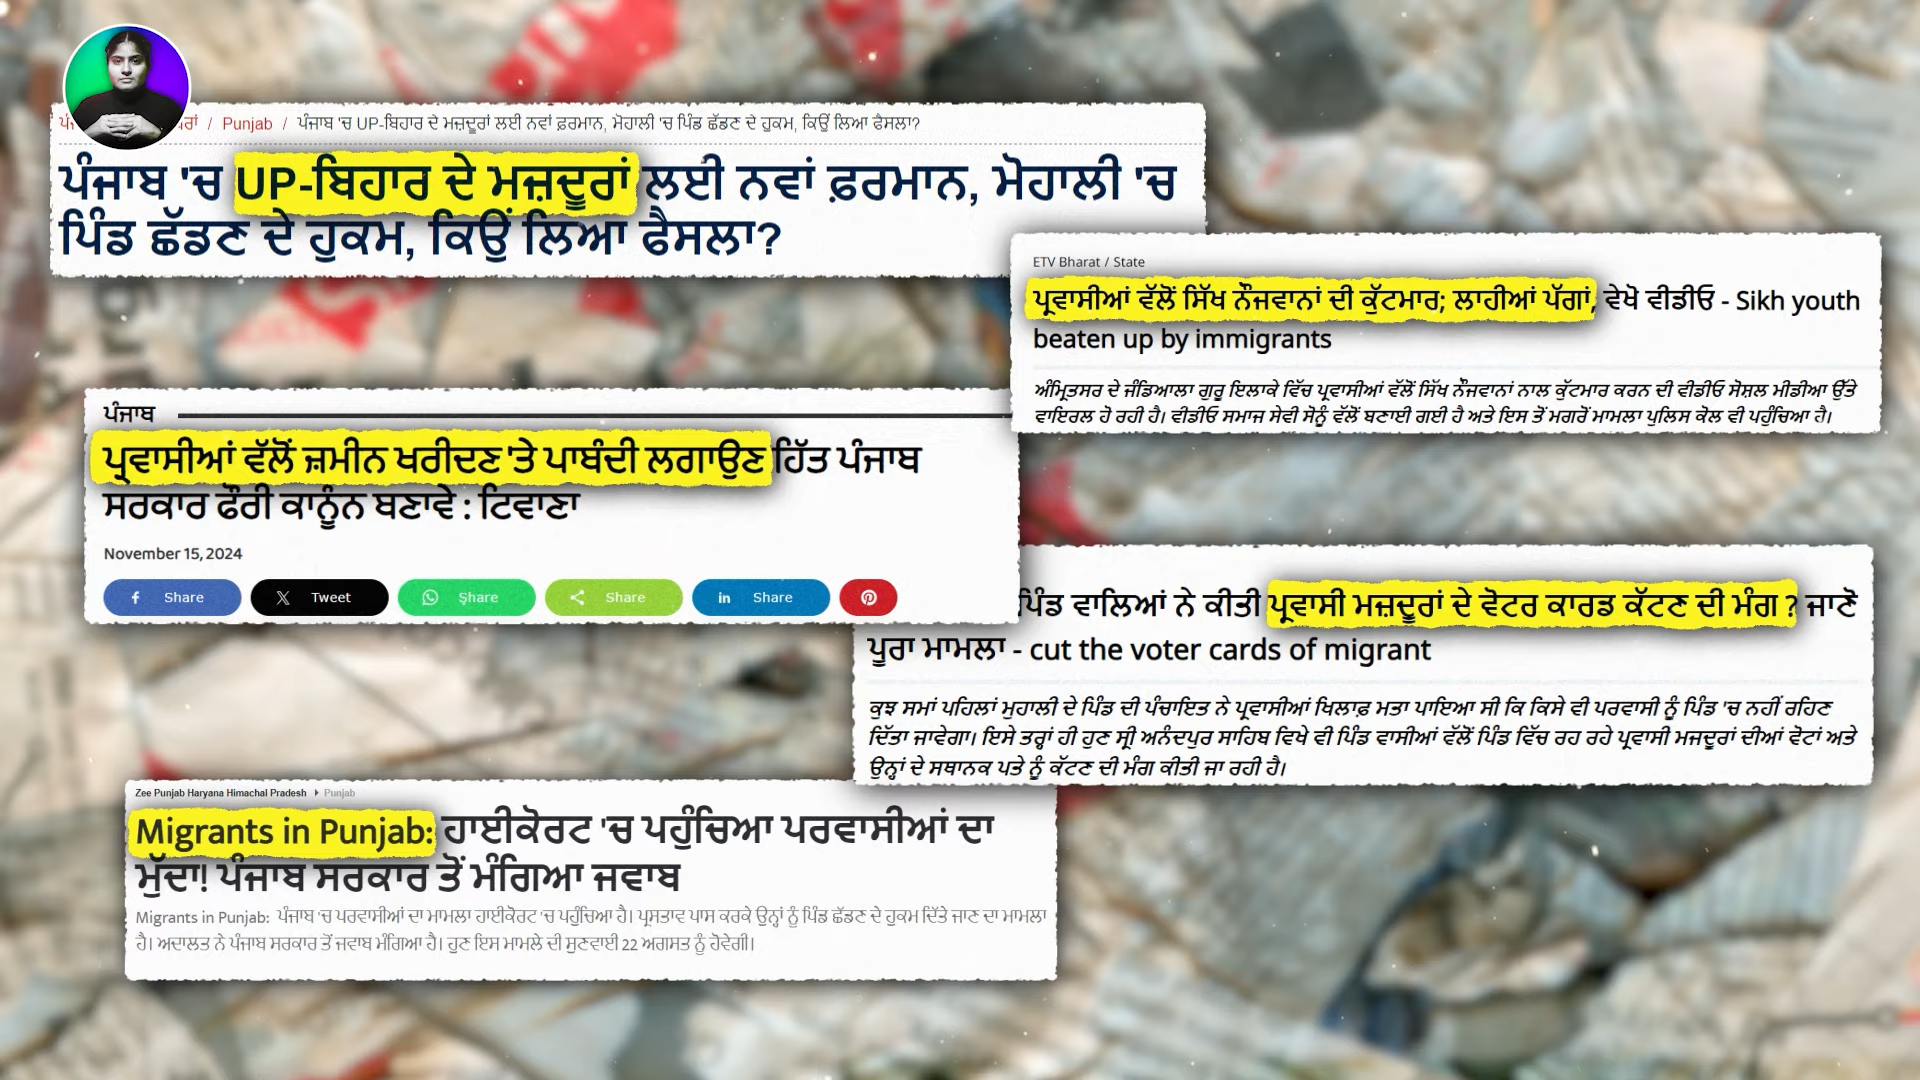 ਰਾਂ / Punjab / ਪੰਜਾਬ 'ਚ UP-ਬਿਹਾਰ ਦੇ ਮਜ਼ਦੂਰਾਂ ਲਈ ਨਵਾਂ ਫ਼ਰਮਾਨ, ਮੋਹਾਲੀ 'ਚ ਪਿੰਡ ਛੱਡਣ ਦੇ ਹੁਕਮ, ਕਿਉਂ ਲਿਆ ਫੈਸਲਾ?
ਪੰਜਾਬ 'ਚ UP-ਬਿਹਾਰ ਦੇ ਮਜ਼ਦੂਰਾਂ ਲਈ ਨਵਾਂ ਫ਼ਰਮਾਨ, ਮੋਹਾਲੀ 'ਚ
ਪਿੰਡ ਛੱਡਣ ਦੇ ਹੁਕਮ, ਕਿਉਂ ਲਿਆ ਫੈਸਲਾ?
ETV Bharat / State
ਪ੍ਰਵਾਸੀਆਂ ਵੱਲੋਂ ਸਿੱਖ ਨੌਜਵਾਨਾਂ ਦੀ ਕੁੱਟਮਾਰ; ਲਾਹੀਆਂ ਪੱਗਾਂ, ਵੇਖੋ ਵੀਡੀਓ - Sikh youth
beaten up by immigrants
ਅੰਮ੍ਰਿਤਸਰ ਦੇ ਜੰਡਿਆਲਾ ਗੁਰੂ ਇਲਾਕੇ ਵਿੱਚ ਪ੍ਰਵਾਸੀਆਂ ਵੱਲੋਂ ਸਿੱਖ ਨੌਜਵਾਨਾਂ ਨਾਲ ਕੁੱਟਮਾਰ ਕਰਨ ਦੀ ਵੀਡੀਓ ਸੋਸ਼ਲ ਮੀਡੀਆ ਉੱਤੇ
ਵਾਇਰਲ ਹੋ ਰਹੀ ਹੈ। ਵੀਡੀਓ ਸਮਾਜ ਸੇਵੀ ਸੋਨੂੰ ਵੱਲੋਂ ਬਣਾਈ ਗਈ ਹੈ ਅਤੇ ਇਸ ਤੋਂ ਮਗਰੋਂ ਮਾਮਲਾ ਪੁਲਿਸ ਕੋਲ ਵੀ ਪਹੁੰਚਿਆ ਹੈ।
ਪੰਜਾਬ
ਪ੍ਰਵਾਸੀਆਂ ਵੱਲੋਂ ਜ਼ਮੀਨ ਖਰੀਦਣ 'ਤੇ ਪਾਬੰਦੀ ਲਗਾਉਣ ਹਿੱਤ ਪੰਜਾਬ
ਸਰਕਾਰ ਫੌਰੀ ਕਾਨੂੰਨ ਬਣਾਵੇ : ਟਿਵਾਣਾ
November 15, 2024
Share Tweet Share Share Share
ਪਿੰਡ ਵਾਲਿਆਂ ਨੇ ਕੀਤੀ ਪ੍ਰਵਾਸੀ ਮਜ਼ਦੂਰਾਂ ਦੇ ਵੋਟਰ ਕਾਰਡ ਕੱਟਣ ਦੀ ਮੰਗ ? ਜਾਣੋ
ਪੂਰਾ ਮਾਮਲਾ - cut the voter cards of migrant
ਕੁਝ ਸਮਾਂ ਪਹਿਲਾਂ ਮੁਹਾਲੀ ਦੇ ਪਿੰਡ ਦੀ ਪੰਚਾਇਤ ਨੇ ਪ੍ਰਵਾਸੀਆਂ ਖਿਲਾਫ਼ ਮਤਾ ਪਾਇਆ ਸੀ ਕਿ ਕਿਸੇ ਵੀ ਪਰਵਾਸੀ ਨੂੰ ਪਿੰਡ 'ਚ ਨਹੀਂ ਰਹਿਣ
ਦਿੱਤਾ ਜਾਵੇਗਾ। ਇਸੇ ਤਰ੍ਹਾਂ ਹੀ ਹੁਣ ਸ੍ਰੀ ਅਨੰਦਪੁਰ ਸਾਹਿਬ ਵਿਖੇ ਵੀ ਪਿੰਡ ਵਾਸੀਆਂ ਵੱਲੋਂ ਪਿੰਡ ਵਿੱਚ ਰਹ ਰਹੇ ਪ੍ਰਵਾਸੀ ਮਜਦੂਰਾਂ ਦੀਆਂ ਵੋਟਾਂ ਅਤੇ
ਉਨ੍ਹਾਂ ਦੇ ਸਥਾਨਕ ਪਤੇ ਨੂੰ ਕੱਟਣ ਦੀ ਮੰਗ ਕੀਤੀ ਜਾ ਰਹੀ ਹੈ।
Zee Punjab Haryana Himachal Pradesh Punjab
Migrants in Punjab: ਹਾਈਕੋਰਟ 'ਚ ਪਹੁੰਚਿਆ ਪਰਵਾਸੀਆਂ ਦਾ
ਮੁੱਦਾ! ਪੰਜਾਬ ਸਰਕਾਰ ਤੋਂ ਮੰਗਿਆ ਜਵਾਬ
Migrants in Punjab: ਪੰਜਾਬ 'ਚ ਪਰਵਾਸੀਆਂ ਦਾ ਮਾਮਲਾ ਹਾਈਕੋਰਟ 'ਚ ਪਹੁੰਚਿਆ ਹੈ। ਪ੍ਰਸਤਾਵ ਪਾਸ ਕਰਕੇ ਉਨ੍ਹਾਂ ਨੂੰ ਪਿੰਡ ਛੱਡਣ ਦੇ ਹੁਕਮ ਦਿੱਤੇ ਜਾਣ ਦਾ ਮਾਮਲਾ
ਹੈ। ਅਦਾਲਤ ਨੇ ਪੰਜਾਬ ਸਰਕਾਰ ਤੋਂ ਜਵਾਬ ਮੰਗਿਆ ਹੈ। ਹੁਣ ਇਸ ਮਾਮਲੇ ਦੀ ਸੁਣਵਾਈ 22 ਅਗਸਤ ਨੂੰ ਹੋਵੇਗੀ।